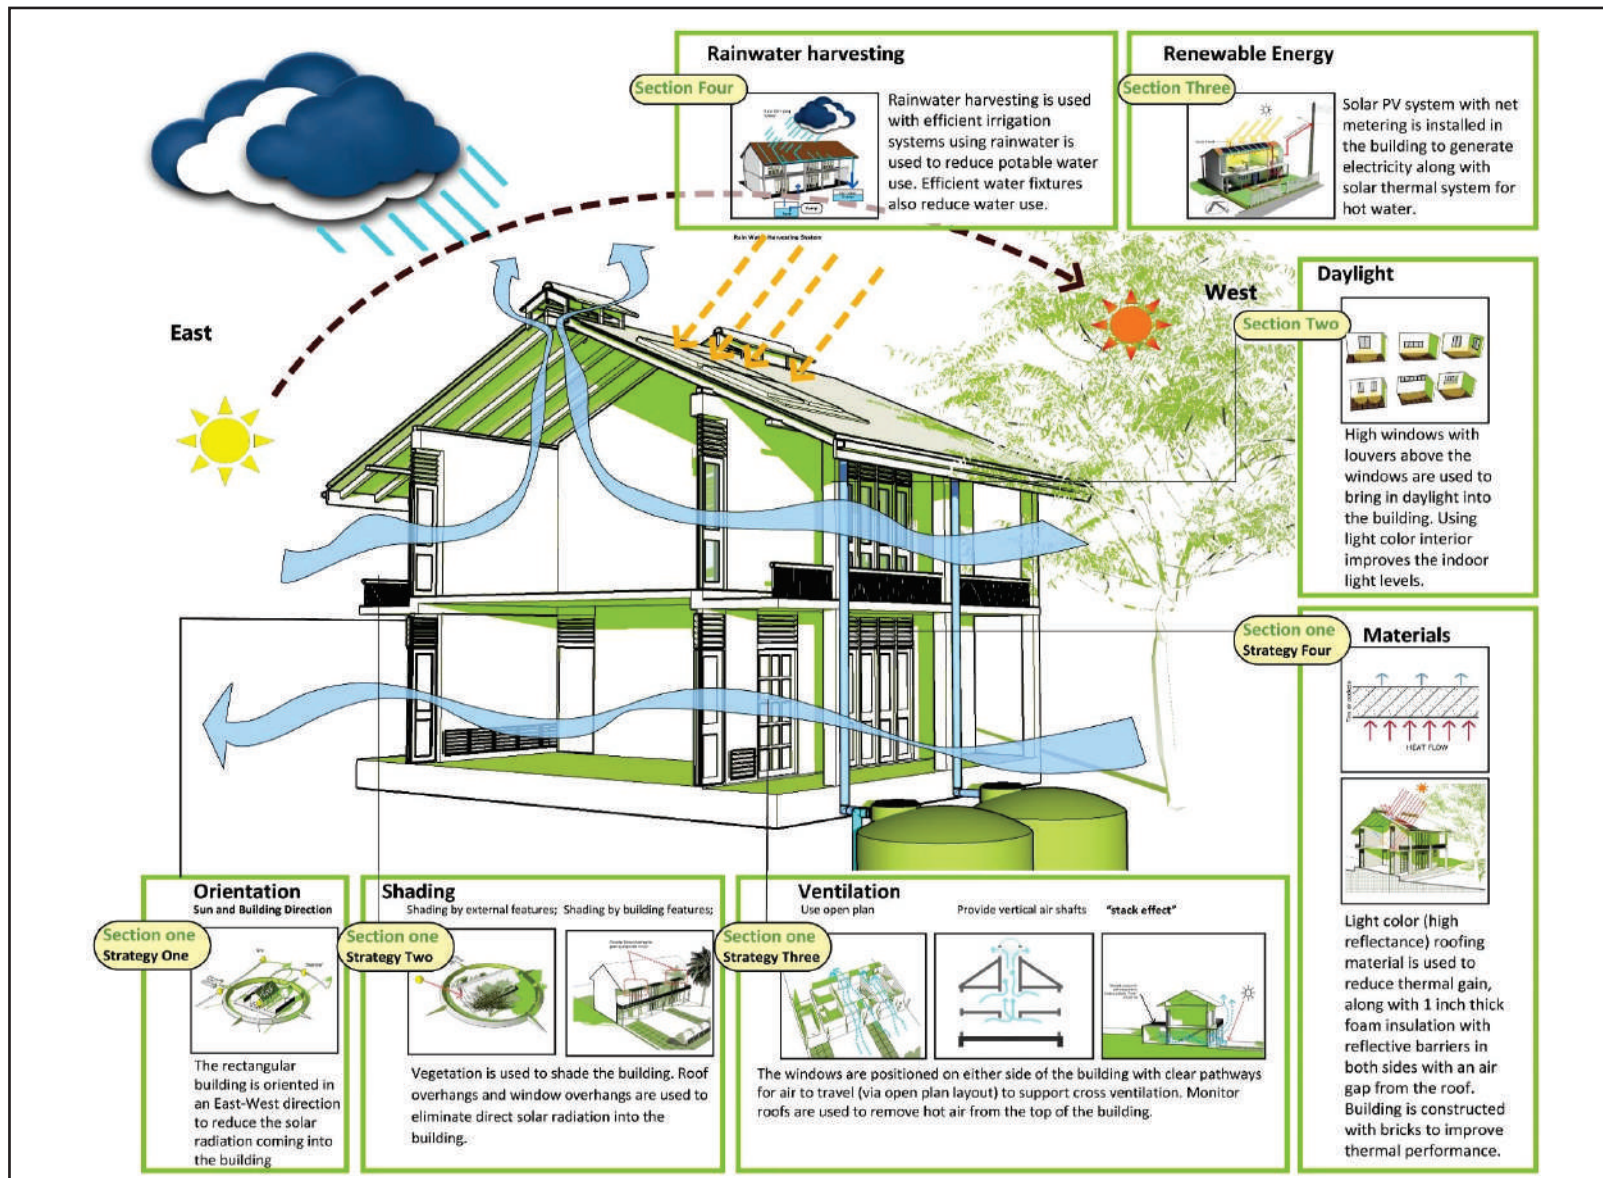 Rainwater harvesting
Section Four
Rainwater harvesting is used
with efficient irrigation
systems using rainwater is
used to reduce potable water
use. Efficient water fixtures
also reduce water use.
Rain Water Harvesting System
Renewable Energy
Section Three
Solar PV system with net
metering is installed in
the building to generate
electricity along with
solar thermal system for
hot water.
East
West
Daylight
Section Two
High windows with
louvers above the
windows are used to
bring in daylight into
the building. Using
light color interior
improves the indoor
light levels.
Section one
Strategy Four
Materials
HEAT FLOW
Light color (high
reflectance) roofing
material is used to
reduce thermal gain,
along with 1 inch thick
foam insulation with
reflective barriers in
both sides with an air
gap from the roof.
Building is constructed
with bricks to improve
thermal performance.
Orientation
Sun and Building Direction
Section one
Strategy One
The rectangular
building is oriented in
an East-West direction
to reduce the solar
radiation coming into
the building
Shading
Shading by external features; Shading by building features;
Section one
Strategy Two
Vegetation is used to shade the building. Roof
overhangs and window overhangs are used to
eliminate direct solar radiation into the
building.
Ventilation
Use open plan
Provide vertical air shafts
"stack effect"
Section one
Strategy Three
The windows are positioned on either side of the building with clear pathways
for air to travel (via open plan layout) to support cross ventilation. Monitor
roofs are used to remove hot air from the top of the building.